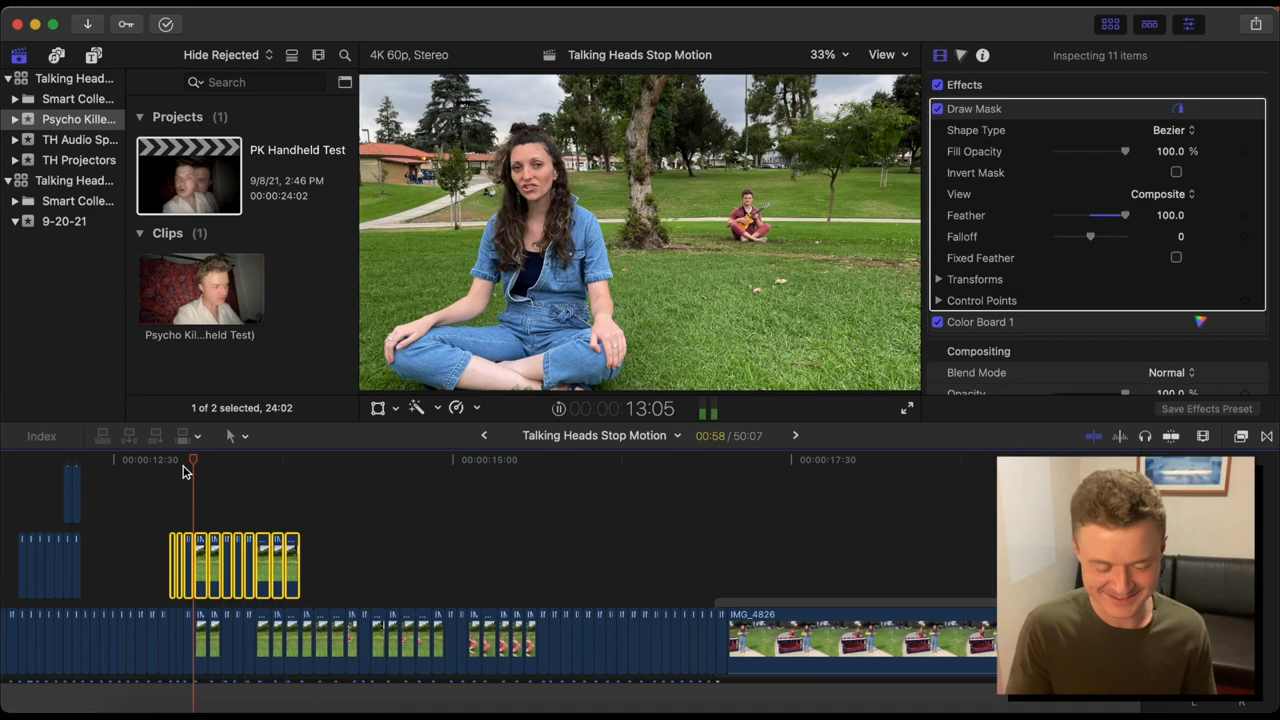 Hide Rejected
4K 60p, Stereo
Talking Heads Stop Motion
33%
View
Inspecting 11 items
Talking Head...
Smart Colle...
Psycho Kille...
TH Audio Sp...
TH Projectors
Talking Head...
Smart Colle...
9-20-21
Search
Projects (1)
PK Handheld Test
9/8/21, 2:46 PM
00:00:24:02
Clips (1)
Psycho Kil...held Test)
1 of 2 selected, 24:02
Effects
Draw Mask
Shape Type Bezier
Fill Opacity 100.0 %
Invert Mask
View Composite
Feather 100.0
Falloff 0
Fixed Feather
Transforms
Control Points
Color Board 1
Compositing
Blend Mode Normal
Opacity 100.0 %
Save Effects Preset
00:00:13:05
Index
Talking Heads Stop Motion
00:58 / 50:07
00:00:12:30
00:00:15:00
00:00:17:30
IMG_4826
L R